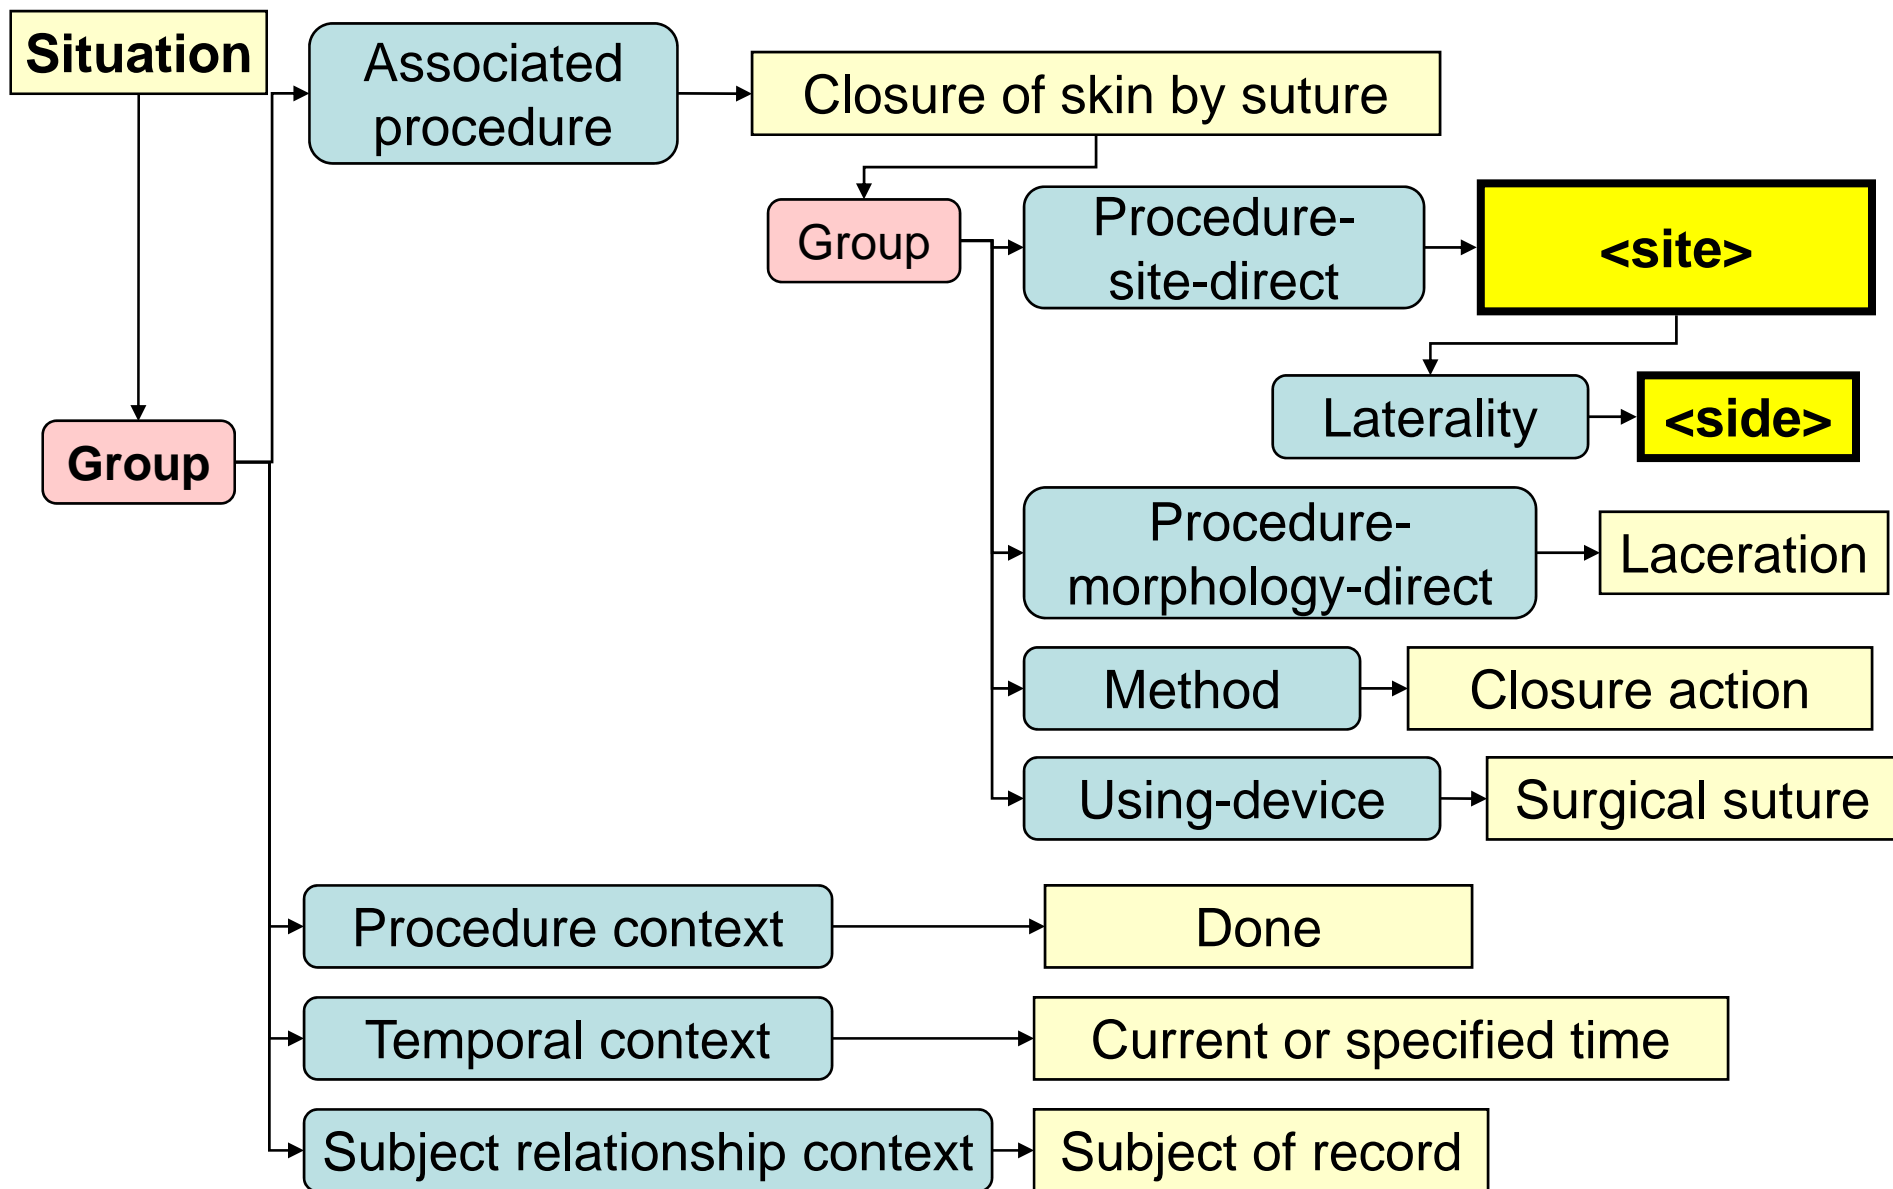 Situation
Associated
procedure
Closure of skin by suture
Group
Procedure-
site-direct
<site>
Laterality
<side>
Group
Procedure-
morphology-direct
Laceration
Method
Closure action
Using-device
Surgical suture
Procedure context
Done
Temporal context
Current or specified time
Subject relationship context
Subject of record